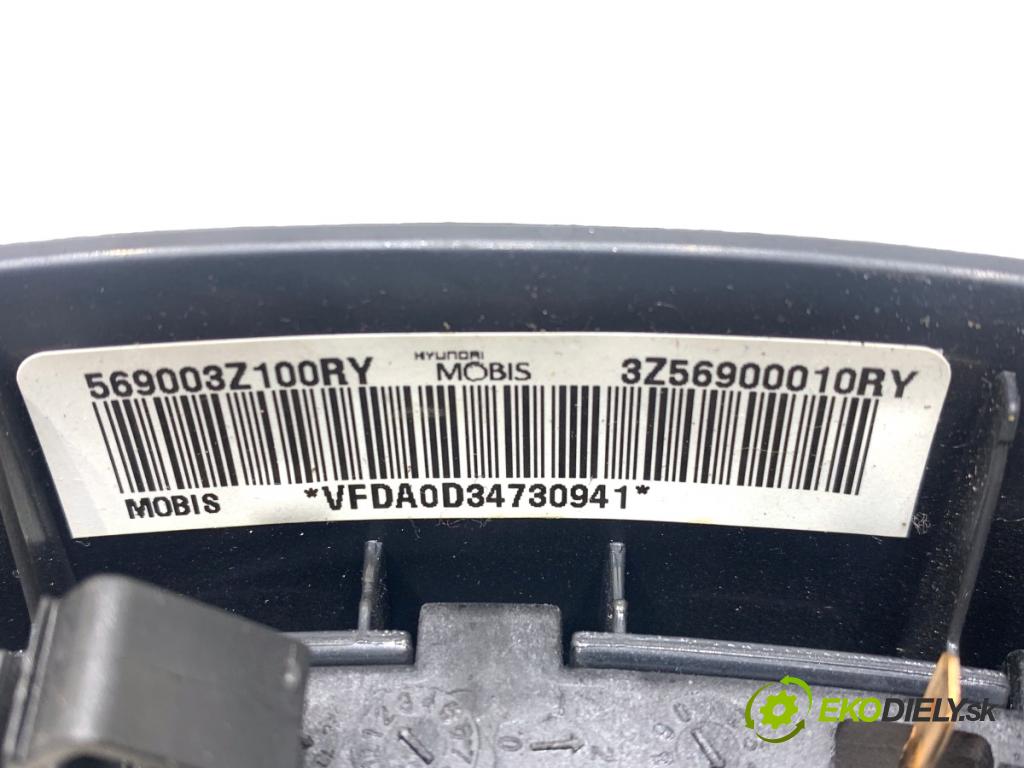 569003Z100RY HYUNDAI MOBIS 3Z56900010RY
MOBIS *VFDA0D34730941*
EKODIELY.sk